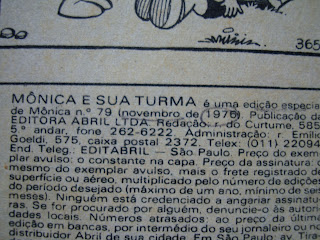 365
MÔNICA E SUA TURMA é uma edição especia
de Mônica n.º 79 (novembro de 1976). Publicação da
EDITORA ABRIL LTDA. Redação: r. do Curtume, 585
5.º andar, fone 262-6222. Administração: r. Emílio
Goeldi, 575, caixa postal 2372. Telex: (011) 22094
End. Teleg.: EDITABRIL — São Paulo. Preço do exem
plar avulso: o constante na capa. Preço da assinatura: o
mesmo do exemplar avulso, mais o frete registrado de
superfície ou aéreo, multiplicado pelo número de edições
do período desejado (máximo de um ano, mínimo de seis
meses). Ninguém está credenciado a angariar assinatu-
ras. Se for procurado por alguém, denuncie-o às autori-
dades locais. Números atrasados: ao preço da última
edição em bancas, por intermédio do seu jornaleiro ou no
distribuidor Abril de sua cidade. Em São Paulo: av. Tira-